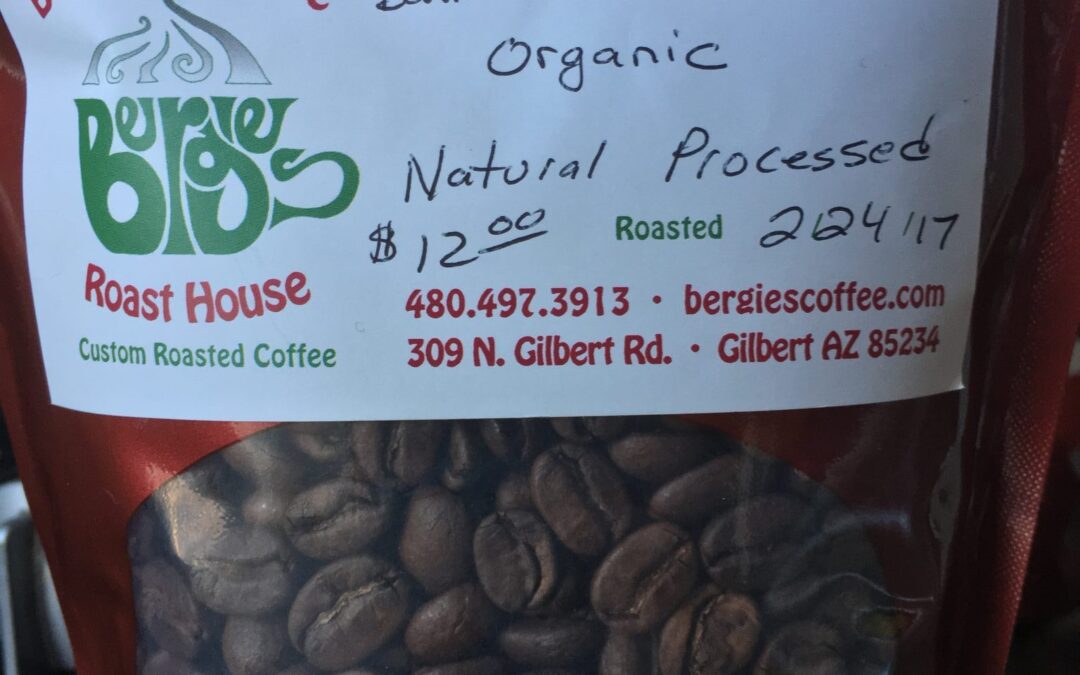 Organic
Bergies
Natural Processed
$12.00 Roasted 2/24/17
Roast House
480.497.3913 • bergiescoffee.com
Custom Roasted Coffee
309 N. Gilbert Rd. • Gilbert AZ 85234